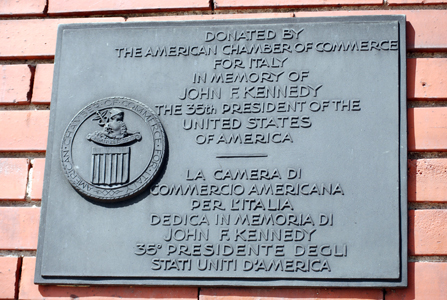 DONATED BY
THE AMERICAN CHAMBER OF COMMERCE
FOR ITALY
IN MEMORY OF
JOHN F. KENNEDY
THE 35th PRESIDENT OF THE
UNITED STATES
OF AMERICA
LA CAMERA DI
COMMERCIO AMERICANA
PER L'ITALIA
DEDICA IN MEMORIA DI
JOHN F. KENNEDY
35° PRESIDENTE DEGLI
STATI UNITI D'AMERICA